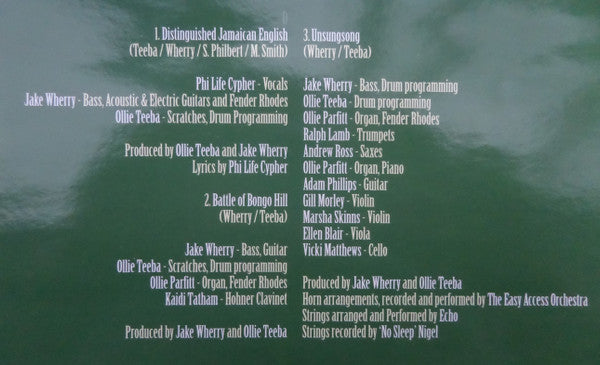 1. Distinguished Jamaican English
(Teeba / Wherry / S. Philbert / M. Smith)
Phi Life Cypher - Vocals
Jake Wherry - Bass, Acoustic & Electric Guitars and Fender Rhodes
Ollie Teeba - Scratches, Drum Programming
Produced by Ollie Teeba and Jake Wherry
Lyrics by Phi Life Cypher
2. Battle of Bongo Hill
(Wherry / Teeba)
Jake Wherry - Bass, Guitar
Ollie Teeba - Scratches, Drum programming
Ollie Parfitt - Organ, Fender Rhodes
Kaidi Tatham - Hohner Clavinet
Produced by Jake Wherry and Ollie Teeba
3. Unsungsong
(Wherry / Teeba)
Jake Wherry - Bass, Drum programming
Ollie Teeba - Drum programming
Ollie Parfitt - Organ, Fender Rhodes
Ralph Lamb - Trumpets
Andrew Ross - Saxes
Ollie Parfitt - Organ, Piano
Adam Phillips - Guitar
Gill Morley - Violin
Marsha Skinns - Violin
Ellen Blair - Viola
Vicki Matthews - Cello
Produced by Jake Wherry and Ollie Teeba
Horn arrangements, recorded and performed by The Easy Access Orchestra
Strings arranged and Performed by Echo
Strings recorded by 'No Sleep' Nigel